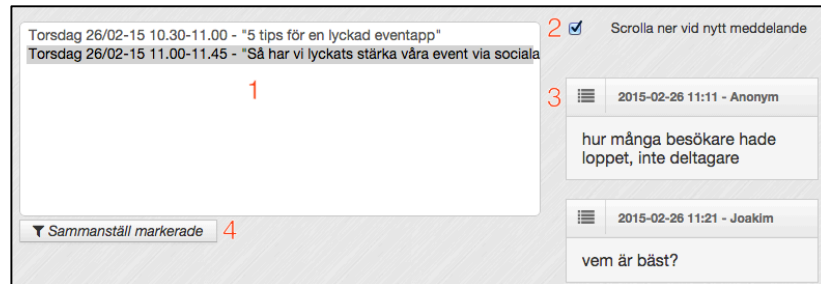 Torsdag 26/02-15 10.30-11.00 - "5 tips för en lyckad eventapp"
Torsdag 26/02-15 11.00-11.45 - "Så har vi lyckats stärka våra event via sociala
1
Sammanställ markerade
4
2
Scrolla ner vid nytt meddelande
3
2015-02-26 11:11 - Anonym
hur många besökare hade
loppet, inte deltagare
2015-02-26 11:21 - Joakim
vem är bäst?